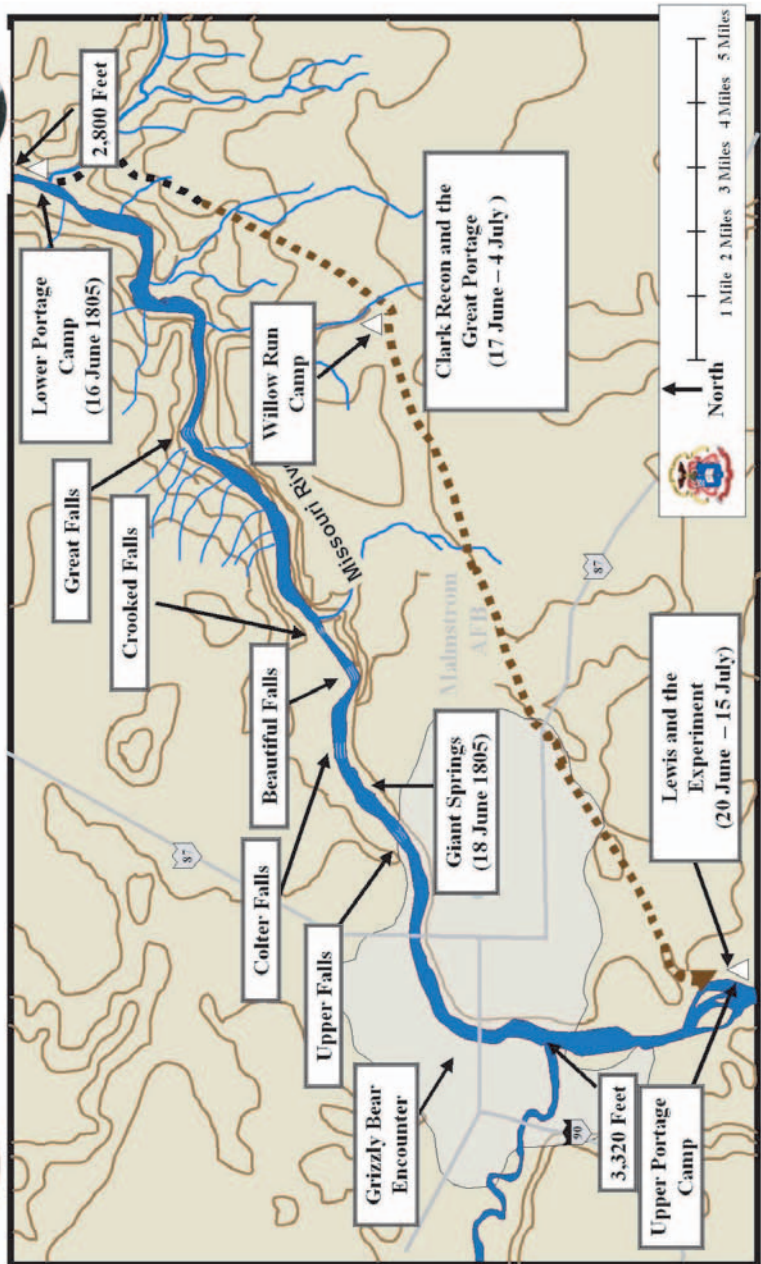 2,800 Feet
Lower Portage
Camp
(16 June 1805)
Great Falls
Crooked Falls
Beautiful Falls
Colter Falls
Upper Falls
Grizzly Bear
Encounter
Missouri Rive
Willow Run
Camp
Clark Recon and the
Great Portage
(17 June – 4 July )
Malmstrom
AFB
Giant Springs
(18 June 1805)
87
87
90
3,320 Feet
Upper Portage
Camp
Lewis and the
Experiment
(20 June – 15 July)
North
1 Mile 2 Miles 3 Miles 4 Miles 5 Miles